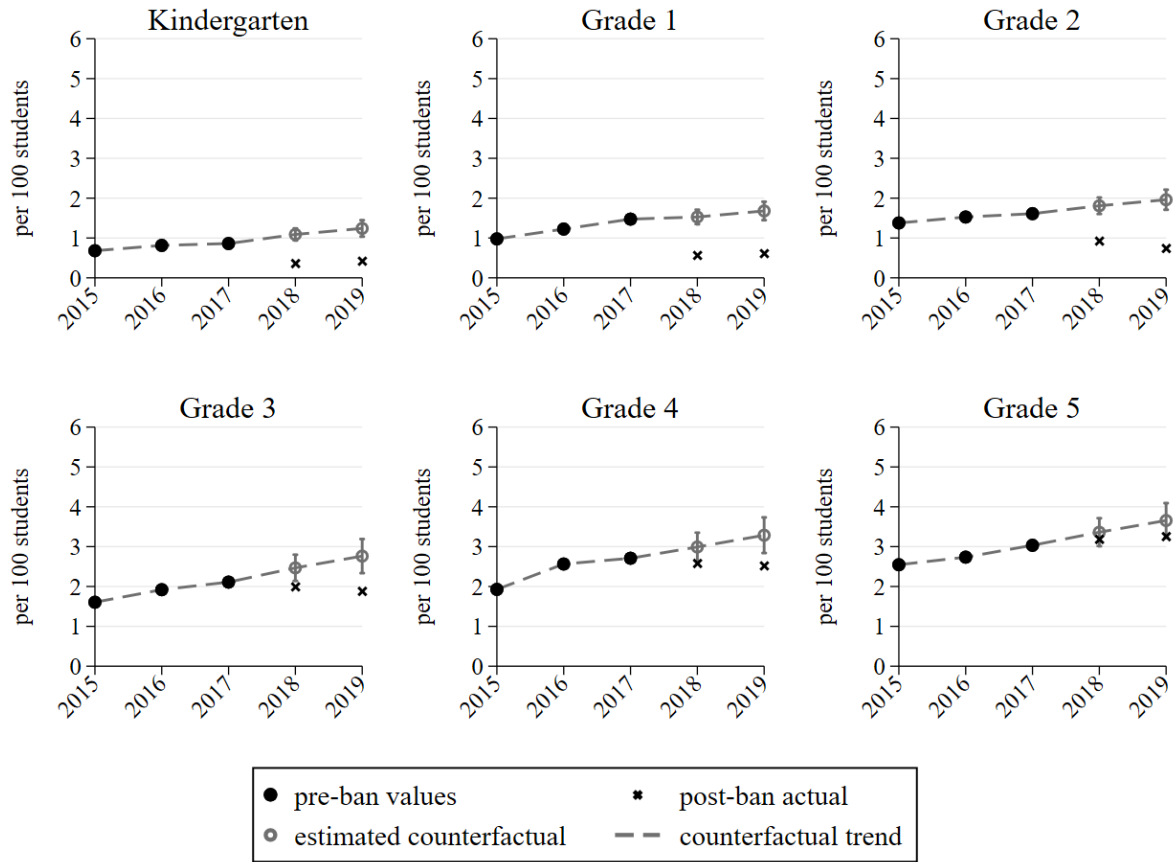 Kindergarten
per 100 students
6
5
4
3
2
1
0
2015 2016 2017 2018 2019
Grade 1
per 100 students
6
5
4
3
2
1
0
2015 2016 2017 2018 2019
Grade 2
per 100 students
6
5
4
3
2
1
0
2015 2016 2017 2018 2019
Grade 3
per 100 students
6
5
4
3
2
1
0
2015 2016 2017 2018 2019
Grade 4
per 100 students
6
5
4
3
2
1
0
2015 2016 2017 2018 2019
Grade 5
per 100 students
6
5
4
3
2
1
0
2015 2016 2017 2018 2019
pre-ban values
post-ban actual
estimated counterfactual
counterfactual trend